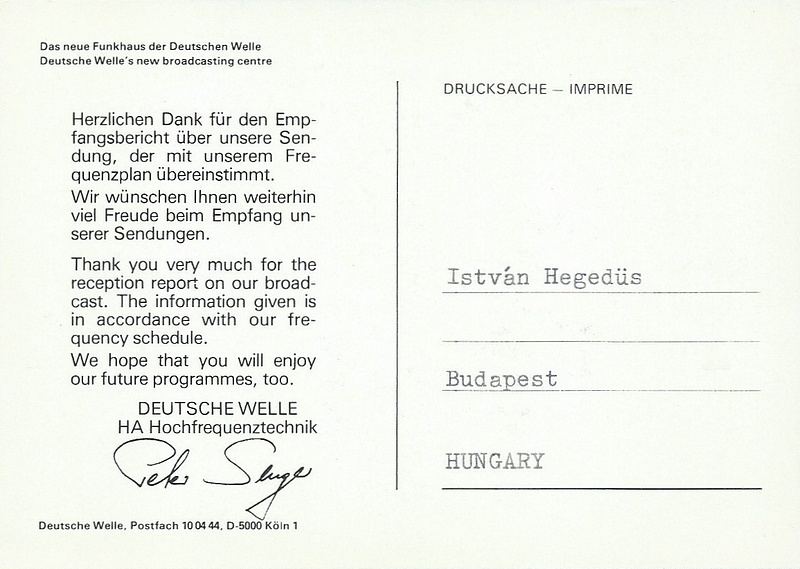 Das neue Funkhaus der Deutschen Welle
Deutsche Welle's new broadcasting centre
Herzlichen Dank für den Emp-
fangsbericht über unsere Sen-
dung, der mit unserem Fre-
quenzplan übereinstimmt.
Wir wünschen Ihnen weiterhin
viel Freude beim Empfang un-
serer Sendungen.
Thank you very much for the
reception report on our broad-
cast. The information given is
in accordance with our fre-
quency schedule.
We hope that you will enjoy
our future programmes, too.
DEUTSCHE WELLE
HA Hochfrequenztechnik
Peter Senger
Deutsche Welle, Postfach 10 04 44, D-5000 Köln 1
DRUCKSACHE – IMPRIME
István Hegedüs
Budapest
HUNGARY